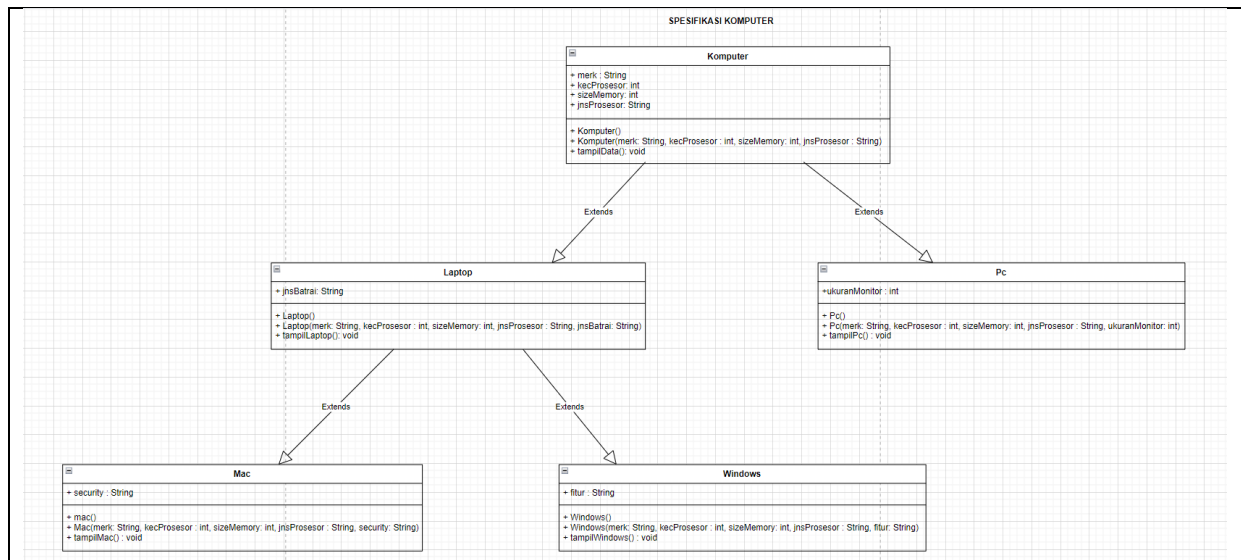 SPESIFIKASI KOMPUTER
Komputer
+ merk : String
+ kecProsesor: int
+ sizeMemory: int
+ jnsProsesor: String
+ Komputer()
+ Komputer(merk: String, kecProsesor : int, sizeMemory: int, jnsProsesor : String)
+ tampilData(): void
Extends
Extends
Laptop
+ jnsBatrai: String
+ Laptop()
+ Laptop(merk: String, kecProsesor : int, sizeMemory: int, jnsProsesor : String, jnsBatrai: String)
+ tampilLaptop(): void
Pc
+ukuranMonitor : int
+ Pc()
+ Pc(merk: String, kecProsesor : int, sizeMemory: int, jnsProsesor : String, ukuranMonitor: int)
+ tampilPc() : void
Extends
Extends
Mac
+ security : String
+ mac()
+ Mac(merk: String, kecProsesor : int, sizeMemory: int, jnsProsesor : String, security: String)
+ tampilMac() : void
Windows
+ fitur : String
+ Windows()
+ Windows(merk: String, kecProsesor : int, sizeMemory: int, jnsProsesor : String, fitur: String)
+ tampilWindows() : void